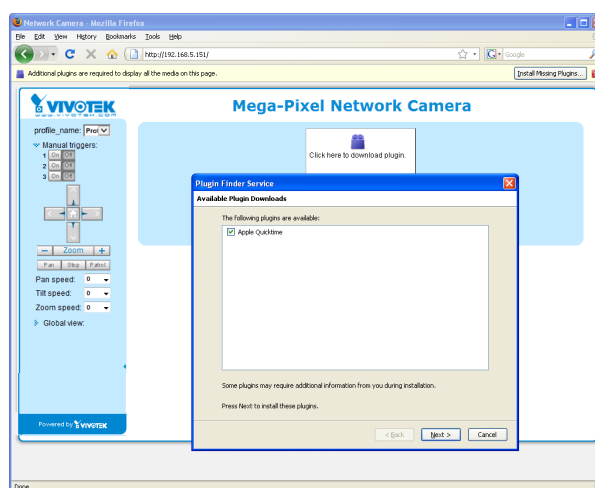 Network Camera - Mozilla Firefox
File Edit View History Bookmarks Tools Help
http://192.168.5.151/
Google
Additional plugins are required to display all the media on this page.
Install Missing Plugins...
VIVOTEK
www.vivotek.com
Mega-Pixel Network Camera
profile_name:
Manual triggers:
1 On Off
2 On Off
3 On Off
Click here to download plugin.
Plugin Finder Service
Available Plugin Downloads
The following plugins are available:
Apple Quicktime
Some plugins may require additional information from you during installation.
Press Next to install these plugins.
< Back
Next >
Cancel
− Zoom +
Pan Stop Patrol
Pan speed: 0
Tilt speed: 0
Zoom speed: 0
Global view:
Powered by VIVOTEK
Done